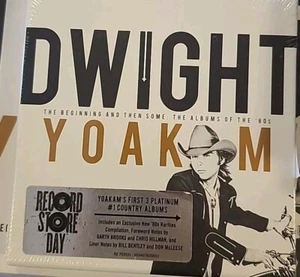 DWIGHT
THE BEGINNING AND THEN SOME: THE ALBUMS OF THE '80s
YOAKAM
RECORD
STORE
DAY
YOAKAM'S FIRST 3 PLATINUM
#1 COUNTRY ALBUMS
Includes an Exclusive New '80s Rarities
Compilation, Foreword Notes by
GARTH BROOKS and CHRIS HILLMAN, and
Liner Notes by BILL BENTLEY and DON McLEESE